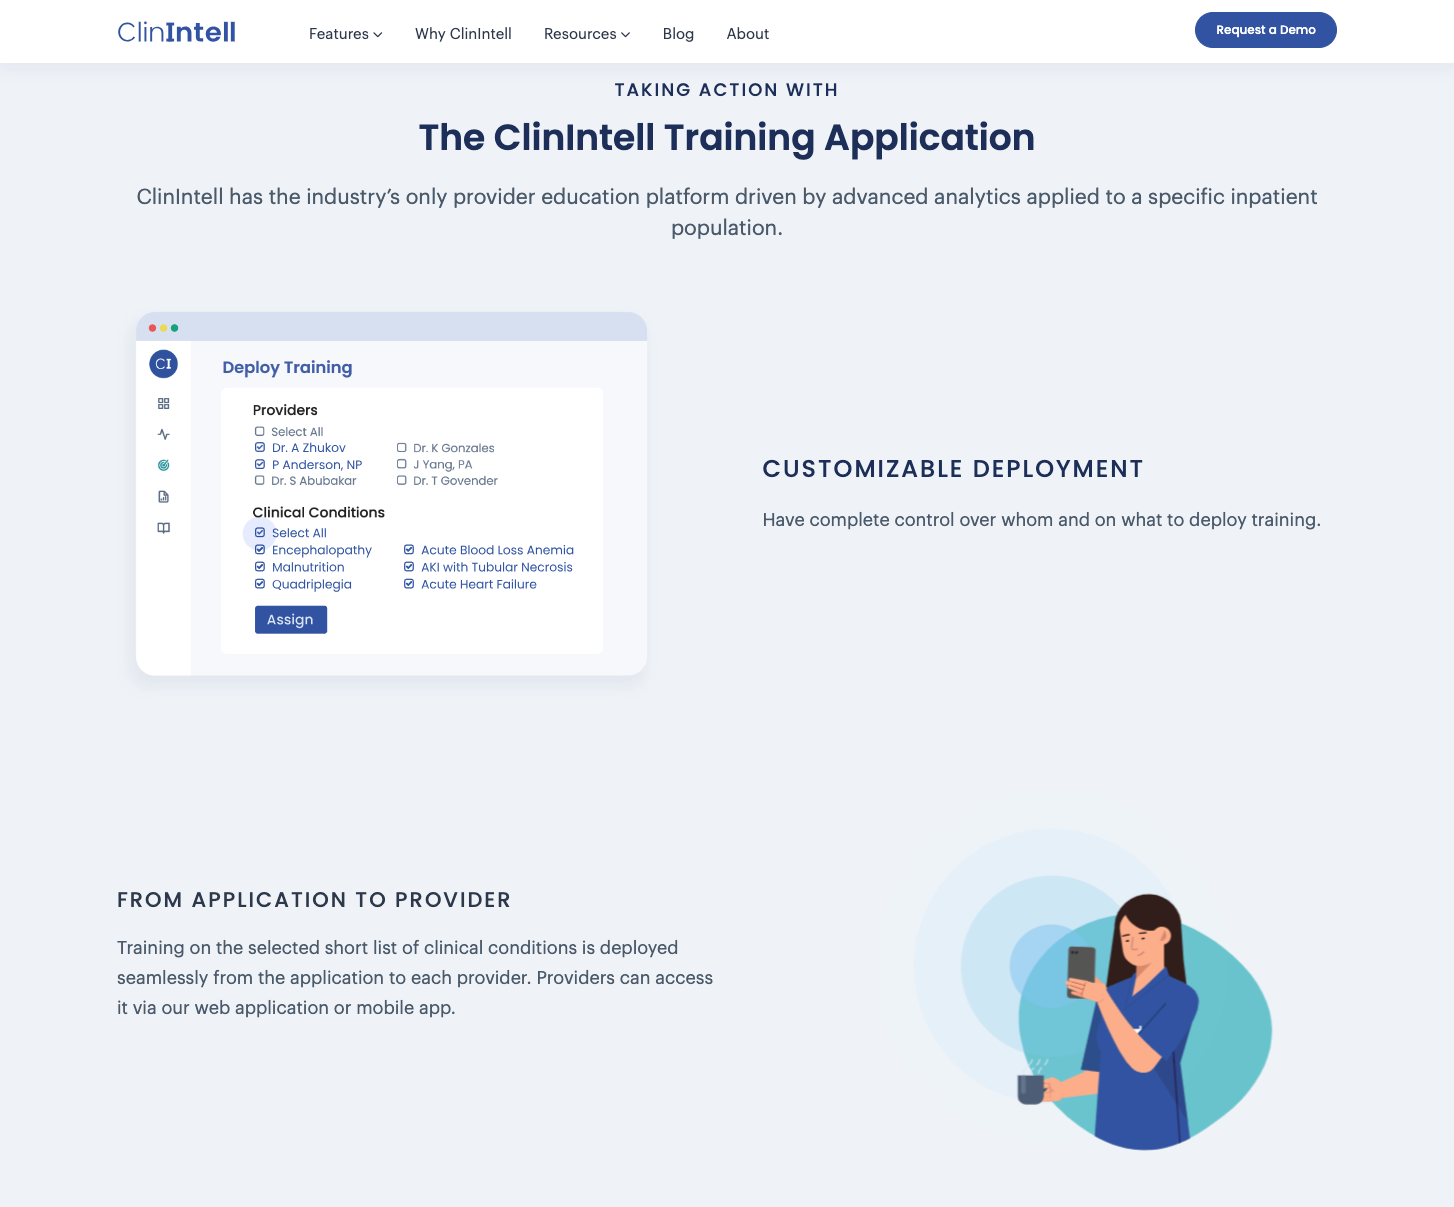 ClinIntell
Features
Why ClinIntell
Resources
Blog
About
Request a Demo
TAKING ACTION WITH
The ClinIntell Training Application
ClinIntell has the industry’s only provider education platform driven by advanced analytics applied to a specific inpatient
population.
CI
Deploy Training
Providers
Select All
Dr. A Zhukov
Dr. K Gonzales
P Anderson, NP
J Yang, PA
Dr. S Abubakar
Dr. T Govender
Clinical Conditions
Select All
Encephalopathy
Acute Blood Loss Anemia
Malnutrition
AKI with Tubular Necrosis
Quadriplegia
Acute Heart Failure
Assign
CUSTOMIZABLE DEPLOYMENT
Have complete control over whom and on what to deploy training.
FROM APPLICATION TO PROVIDER
Training on the selected short list of clinical conditions is deployed
seamlessly from the application to each provider. Providers can access
it via our web application or mobile app.